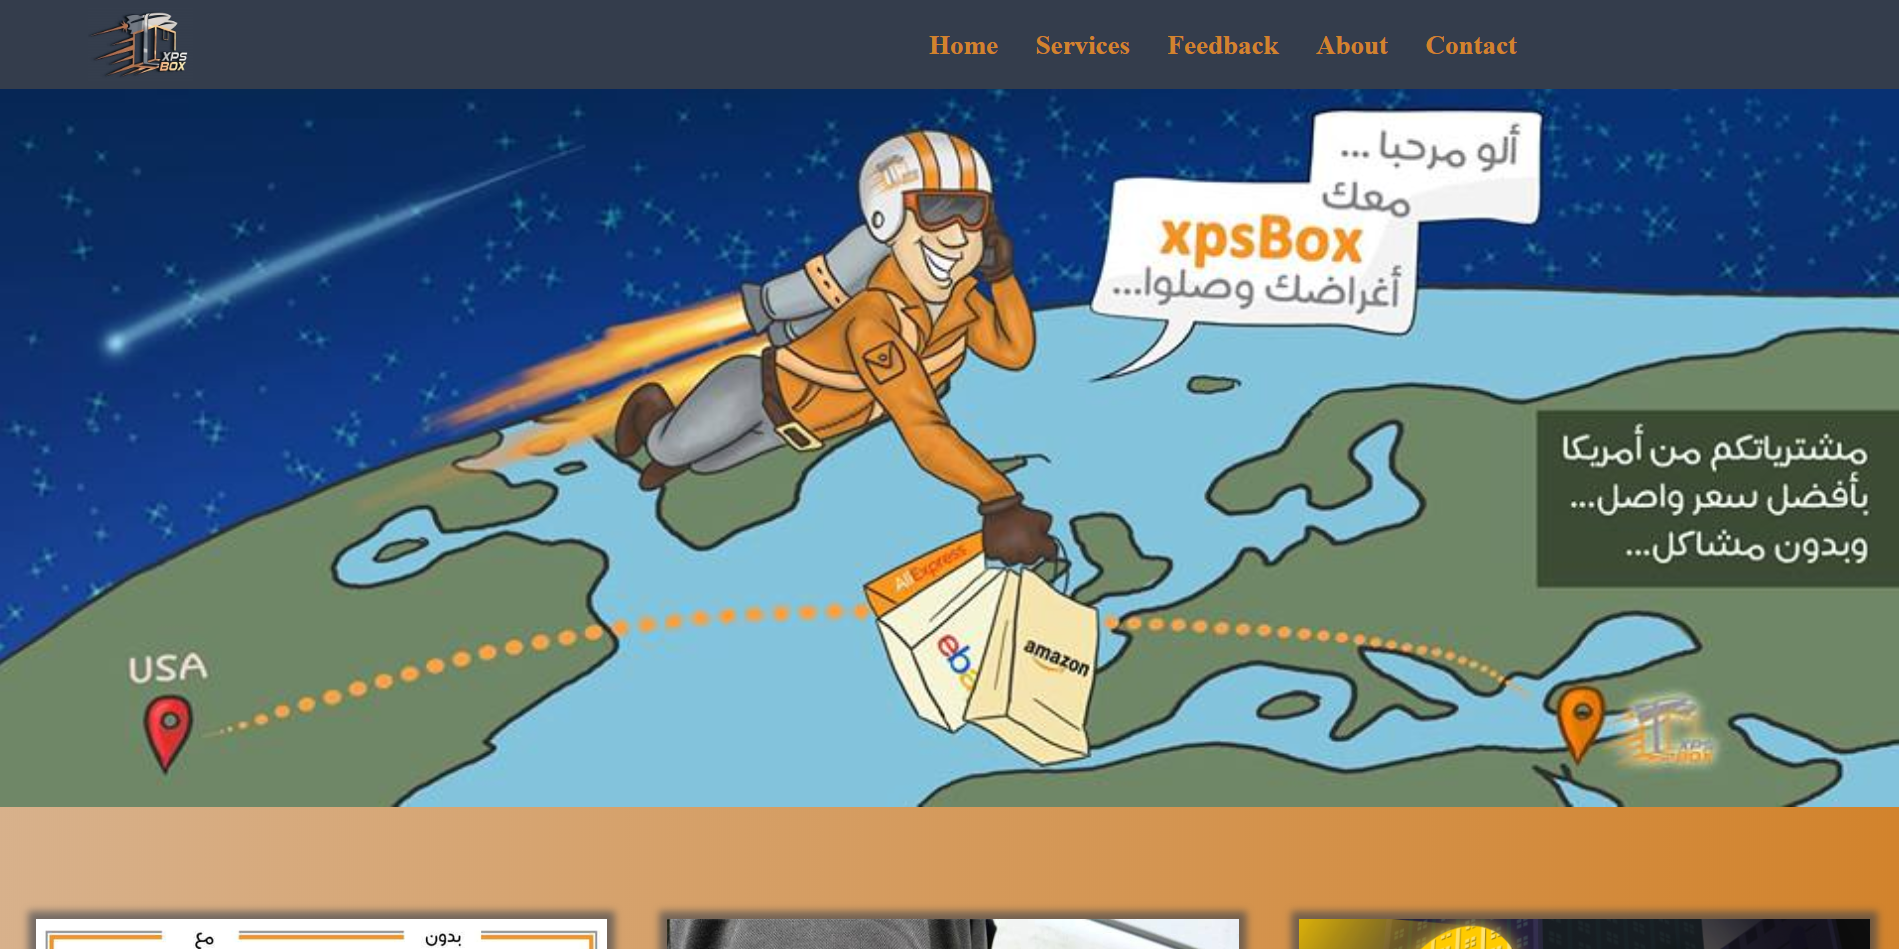 XPS
BOX
Home Services Feedback About Contact
ألو مرحبا ...
معك
xpsBox
أغراضك وصلوا...
مشترياتكم من أمريكا
بأفضل سعر واصل...
وبدون مشاكل...
AliExpress
eba
amazon
USA
XPS
BOX
بدون
مع